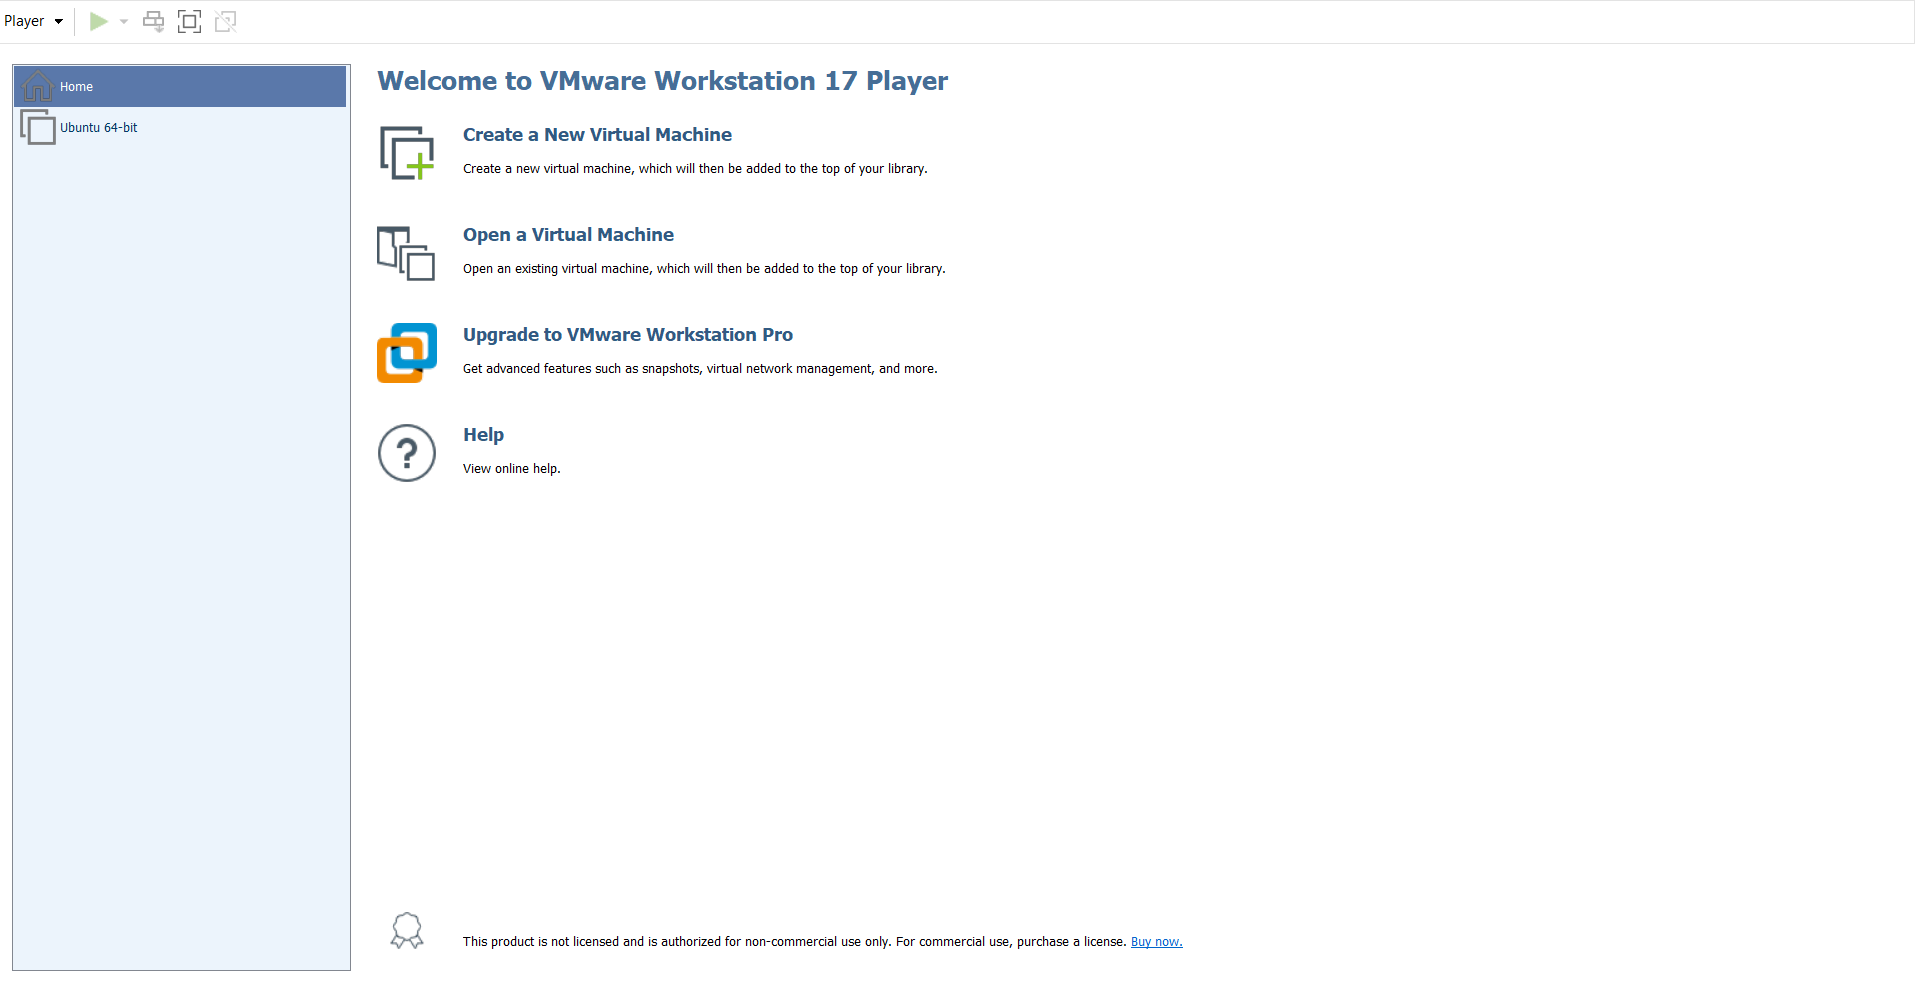 Player
Home
Ubuntu 64-bit
Welcome to VMware Workstation 17 Player
Create a New Virtual Machine
Create a new virtual machine, which will then be added to the top of your library.
Open a Virtual Machine
Open an existing virtual machine, which will then be added to the top of your library.
Upgrade to VMware Workstation Pro
Get advanced features such as snapshots, virtual network management, and more.
Help
View online help.
This product is not licensed and is authorized for non-commercial use only. For commercial use, purchase a license. Buy now.